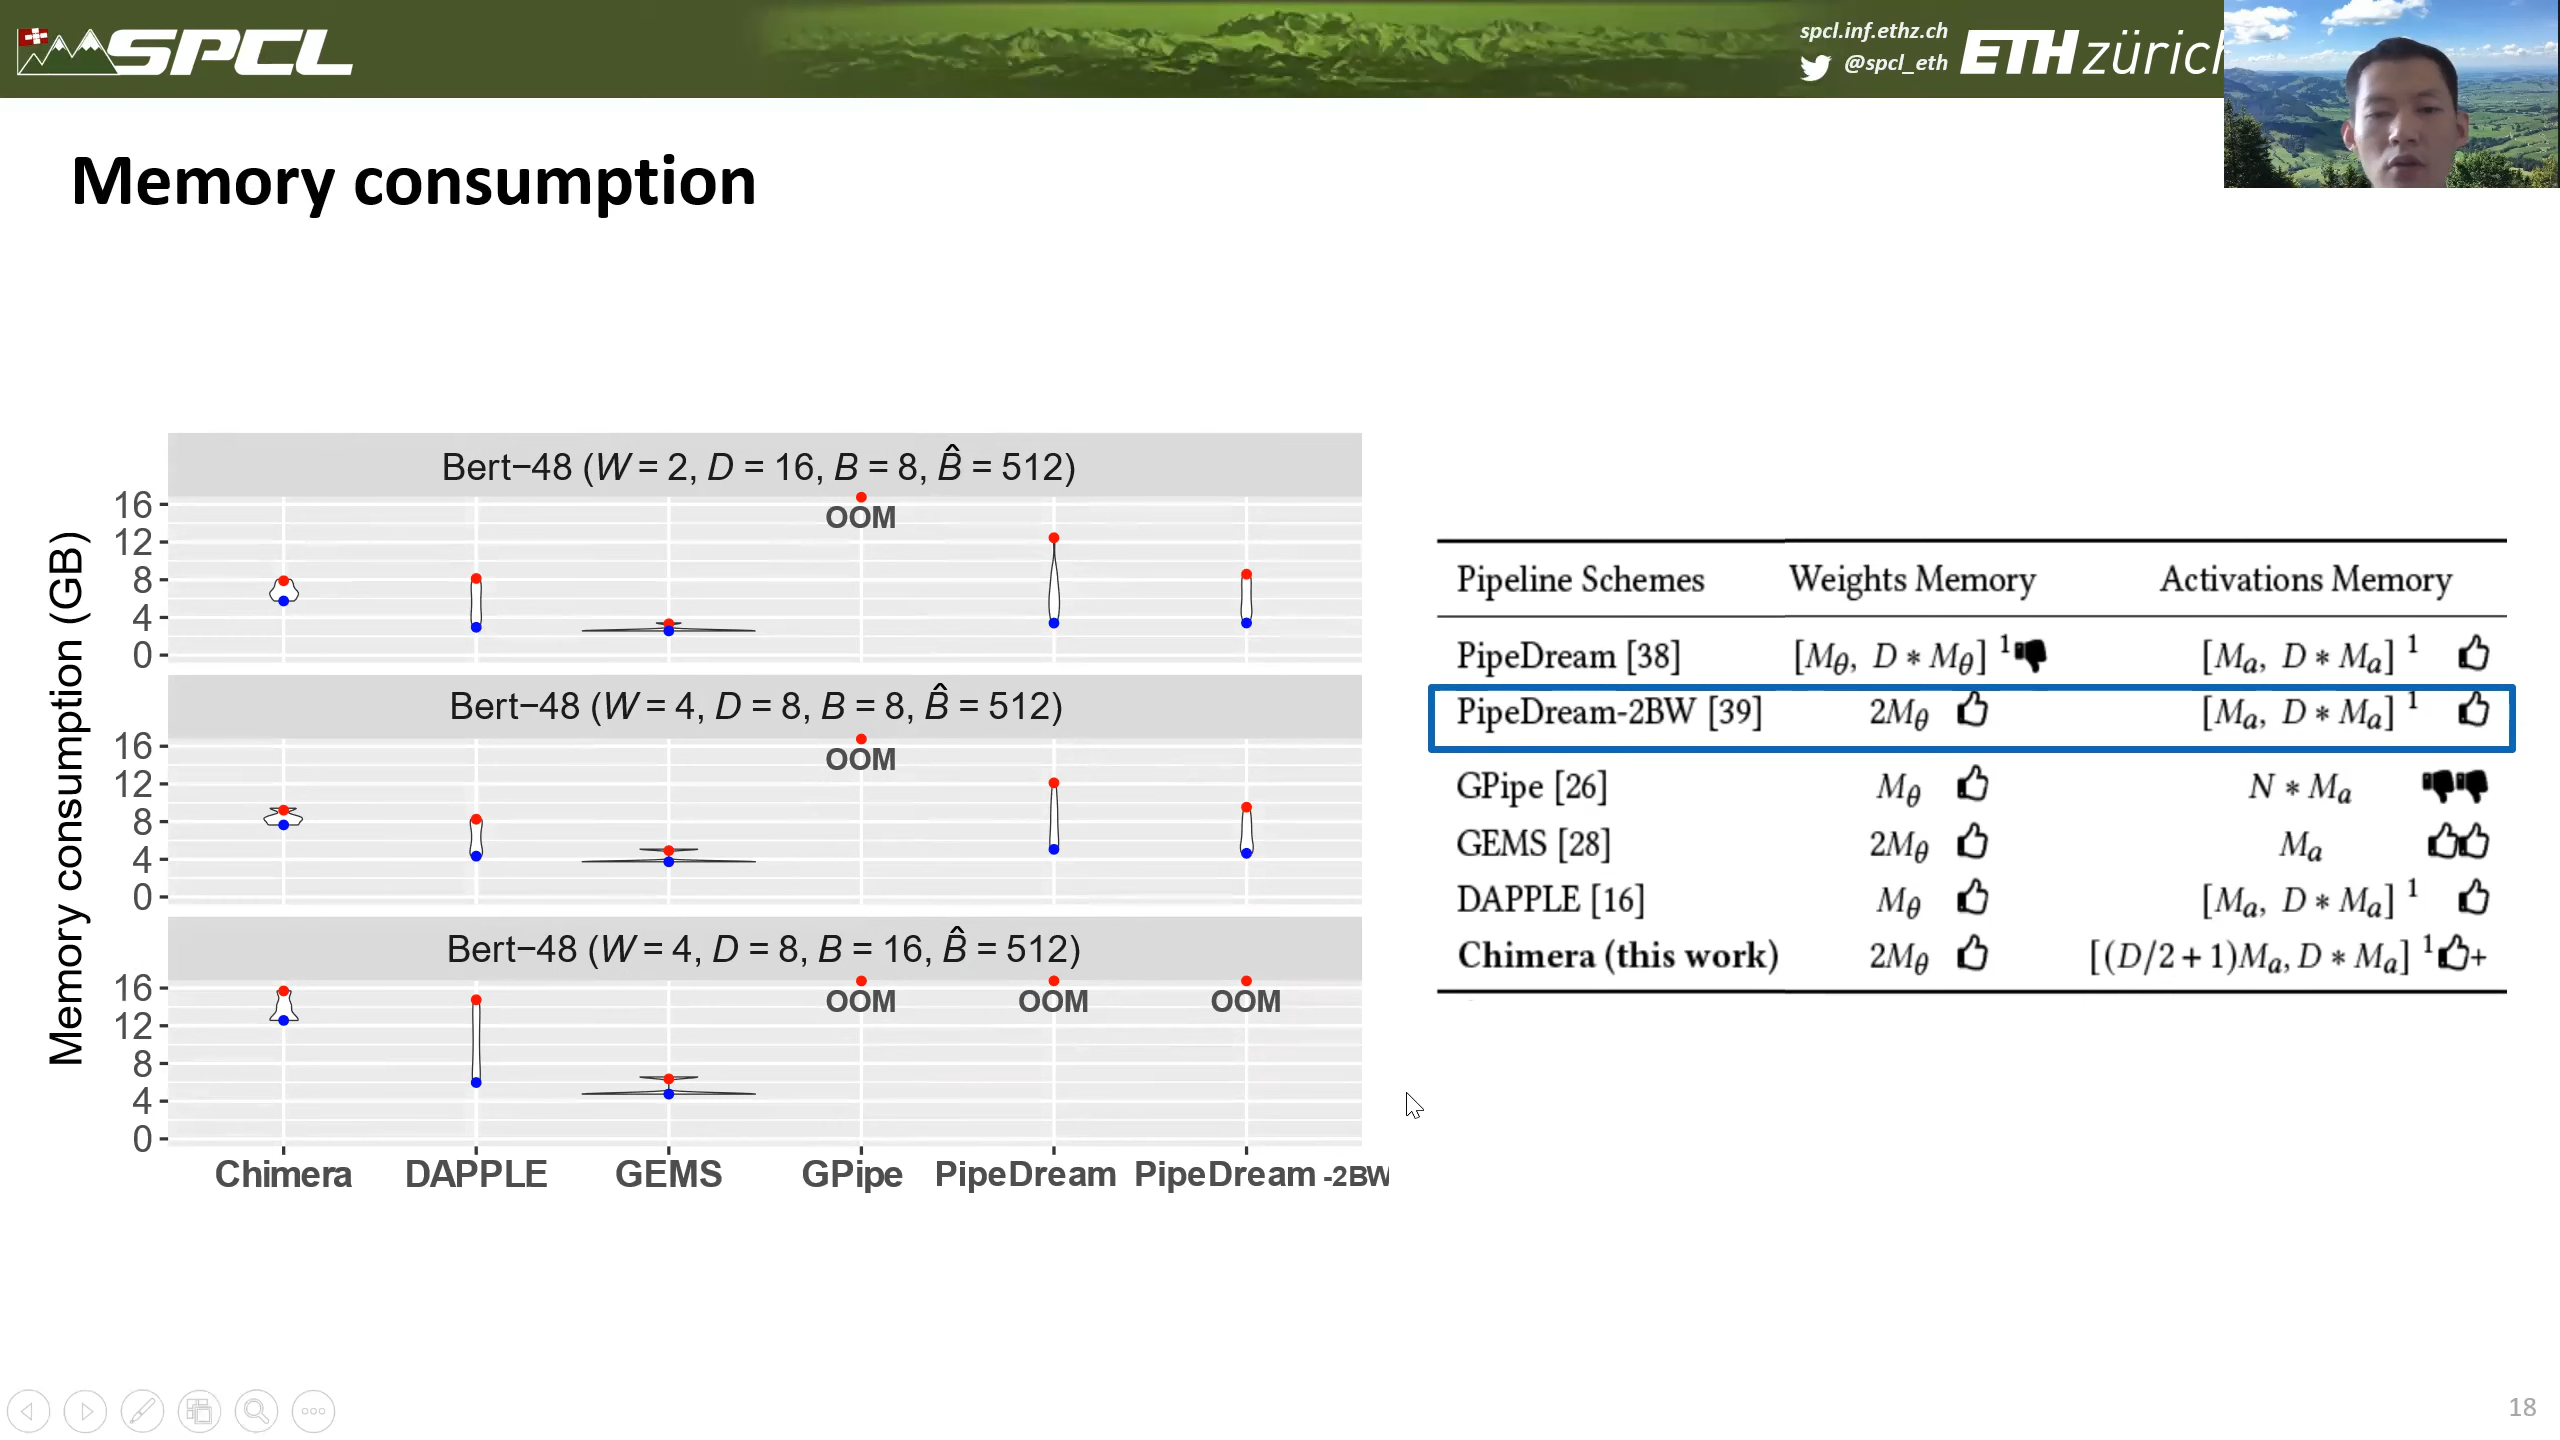 SPCL
spcl.inf.ethz.ch
@spcl_eth
ETH zürich
Memory consumption
Memory consumption (GB)
Bert−48 (W = 2, D = 16, B = 8, B̂ = 512)
16
12
8
4
0
OOM
Bert−48 (W = 4, D = 8, B = 8, B̂ = 512)
16
12
8
4
0
OOM
Bert−48 (W = 4, D = 8, B = 16, B̂ = 512)
16
12
8
4
0
OOM OOM OOM
Chimera DAPPLE GEMS GPipe PipeDream PipeDream -2BW
Pipeline Schemes Weights Memory Activations Memory
PipeDream [38] [Mθ, D * Mθ] ¹ [Ma, D * Ma] ¹
PipeDream-2BW [39] 2Mθ [Ma, D * Ma] ¹
GPipe [26] Mθ N * Ma
GEMS [28] 2Mθ Ma
DAPPLE [16] Mθ [Ma, D * Ma] ¹
Chimera (this work) 2Mθ [(D/2 + 1)Ma, D * Ma] ¹ +
18